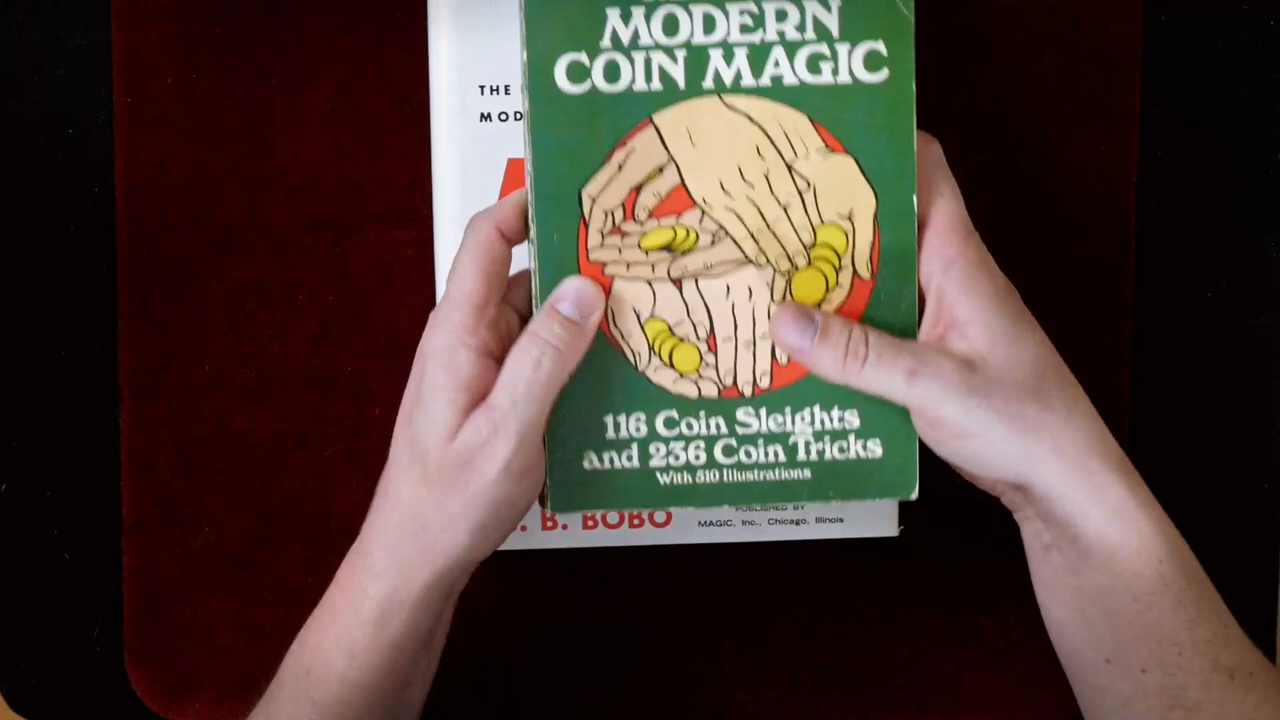 MODERN
COIN MAGIC
THE
MOD
116 Coin Sleights
and 236 Coin Tricks
With 510 Illustrations
. B. BOBO
PUBLISHED BY
MAGIC, Inc., Chicago, Illinois